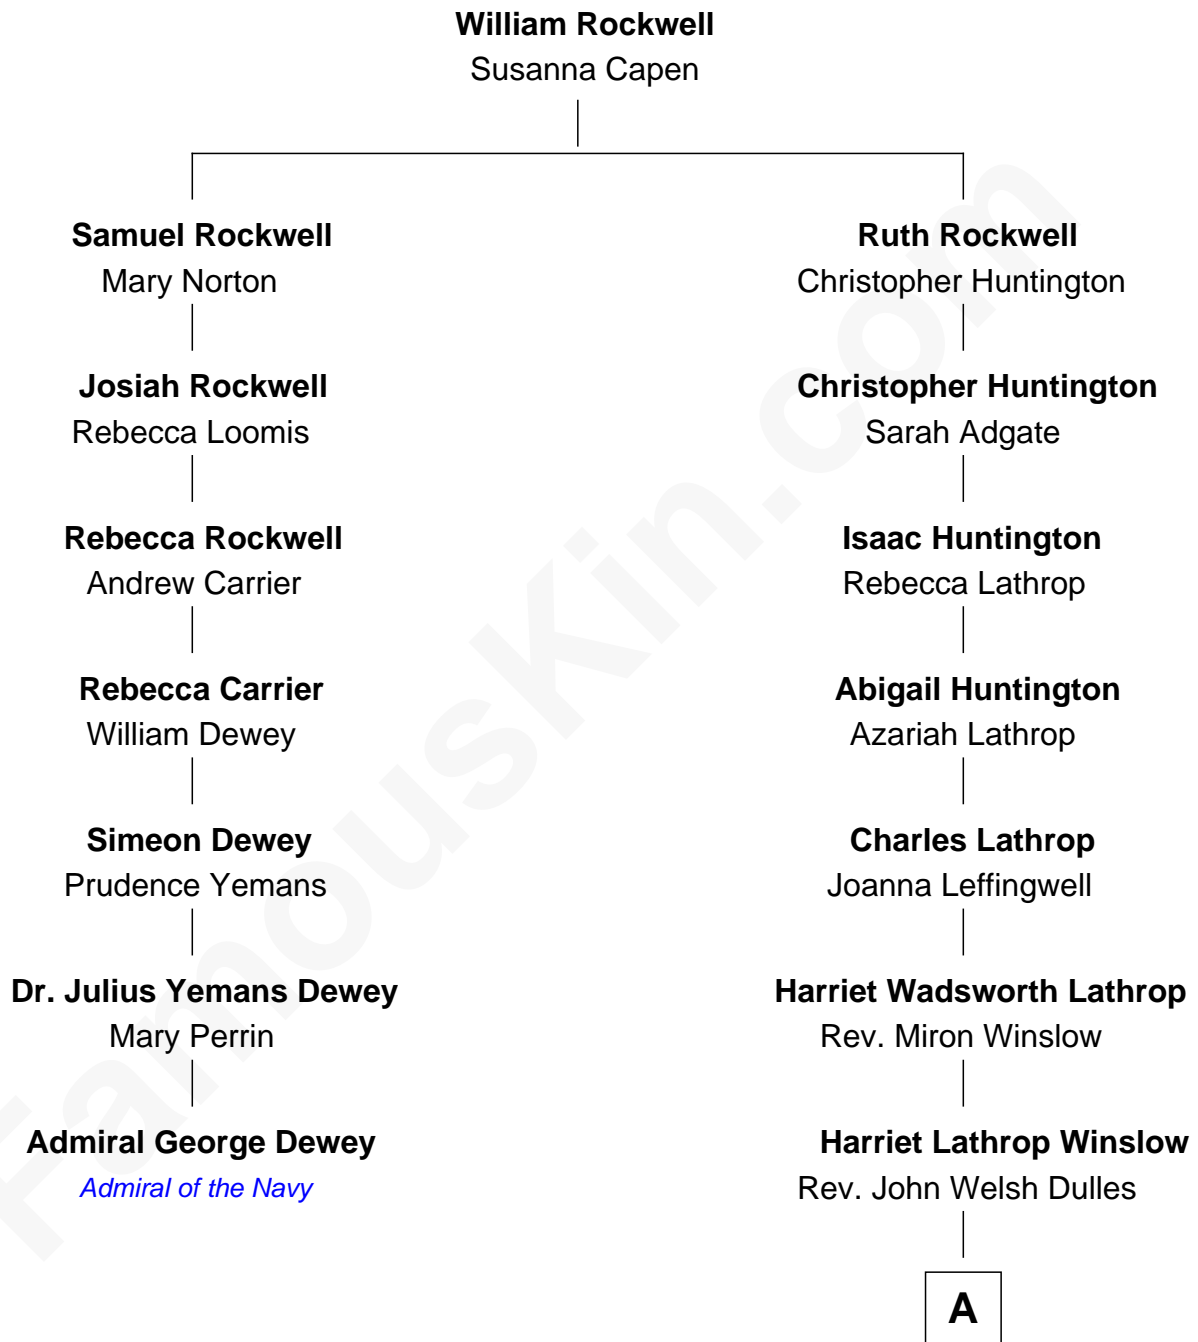 William Rockwell
Susanna Capen
Samuel Rockwell
Mary Norton
Josiah Rockwell
Rebecca Loomis
Rebecca Rockwell
Andrew Carrier
Rebecca Carrier
William Dewey
Simeon Dewey
Prudence Yemans
Dr. Julius Yemans Dewey
Mary Perrin
Admiral George Dewey
Admiral of the Navy
Ruth Rockwell
Christopher Huntington
Christopher Huntington
Sarah Adgate
Isaac Huntington
Rebecca Lathrop
Abigail Huntington
Azariah Lathrop
Charles Lathrop
Joanna Leffingwell
Harriet Wadsworth Lathrop
Rev. Miron Winslow
Harriet Lathrop Winslow
Rev. John Welsh Dulles
A
FamousKin.com